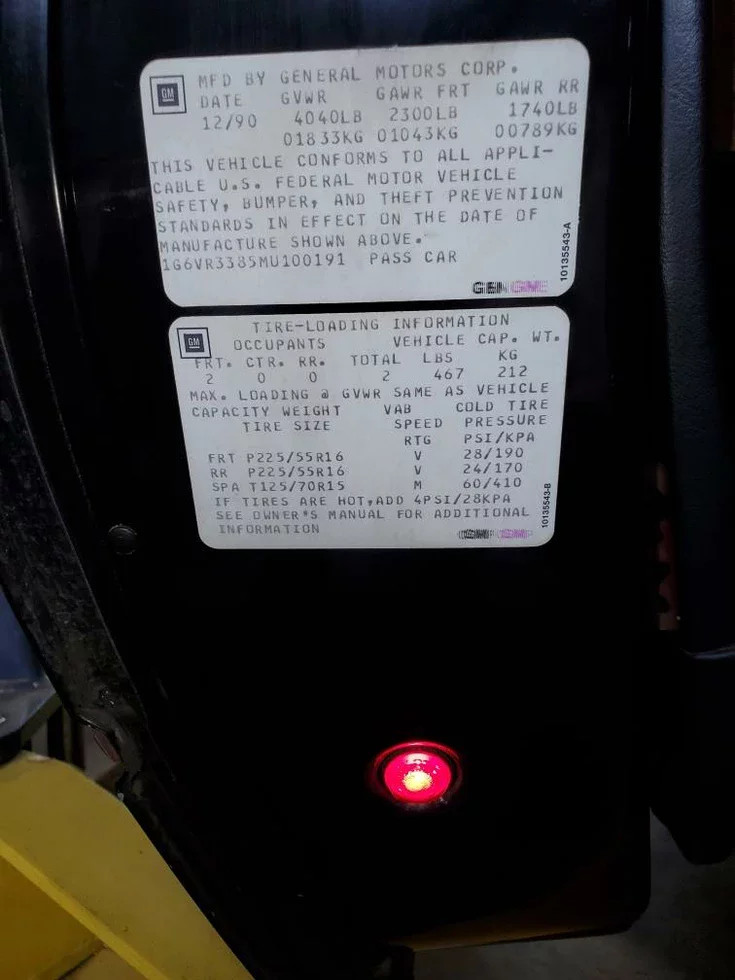 GM
MFD BY GENERAL MOTORS CORP.
DATE GVWR GAWR FRT GAWR RR
12/90 4040LB 2300LB 1740LB
01833KG 01043KG 00789KG
THIS VEHICLE CONFORMS TO ALL APPLI-
CABLE U.S. FEDERAL MOTOR VEHICLE
SAFETY, BUMPER, AND THEFT PREVENTION
STANDARDS IN EFFECT ON THE DATE OF
MANUFACTURE SHOWN ABOVE.
1G6VR3385MU100191 PASS CAR
10135543-A
GM
TIRE-LOADING INFORMATION
OCCUPANTS VEHICLE CAP. WT.
FRT. CTR. RR. TOTAL LBS KG
2 0 0 2 467 212
MAX. LOADING @ GVWR SAME AS VEHICLE
CAPACITY WEIGHT VAB COLD TIRE
TIRE SIZE SPEED PRESSURE
RTG PSI/KPA
FRT P225/55R16 V 28/190
RR P225/55R16 V 24/170
SPA T125/70R15 M 60/410
IF TIRES ARE HOT,ADD 4PSI/28KPA
SEE OWNER'S MANUAL FOR ADDITIONAL
INFORMATION
10135543-B